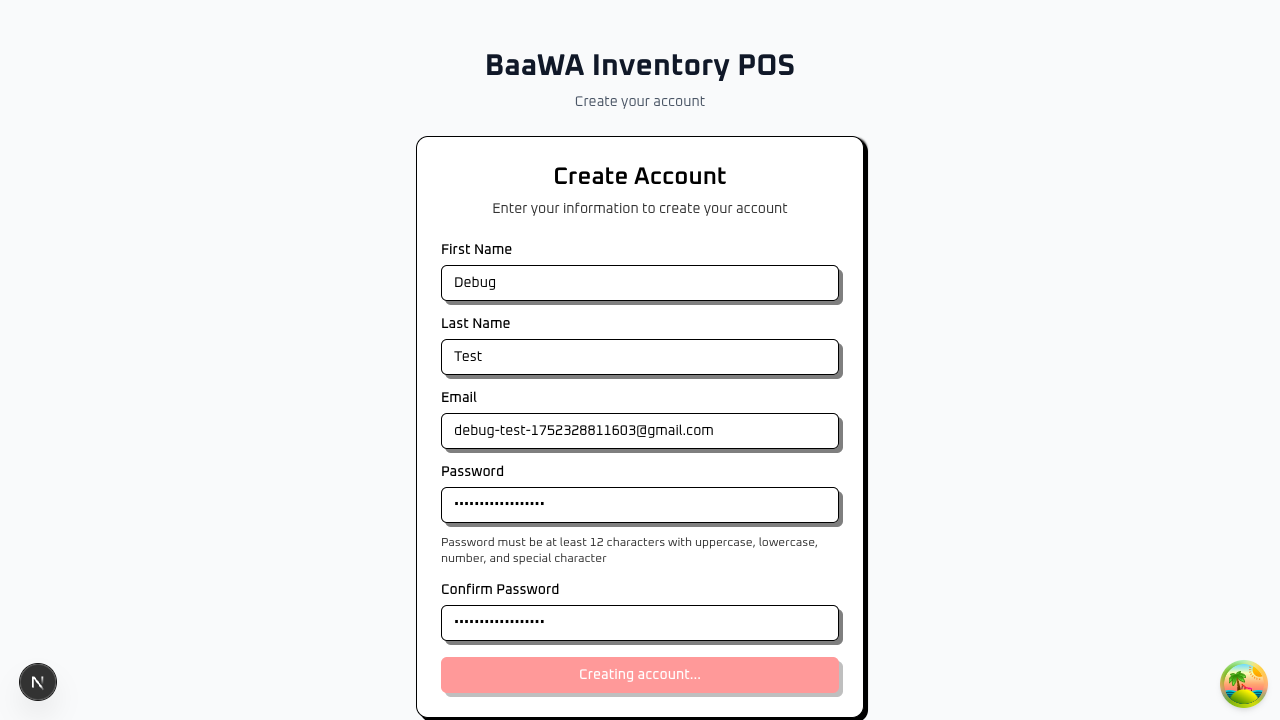 BaaWA Inventory POS
Create your account
Create Account
Enter your information to create your account
First Name
Debug
Last Name
Test
Email
debug-test-1752328811603@gmail.com
Password
••••••••••••••••••
Password must be at least 12 characters with uppercase, lowercase,
number, and special character
Confirm Password
••••••••••••••••••
Creating account...
N